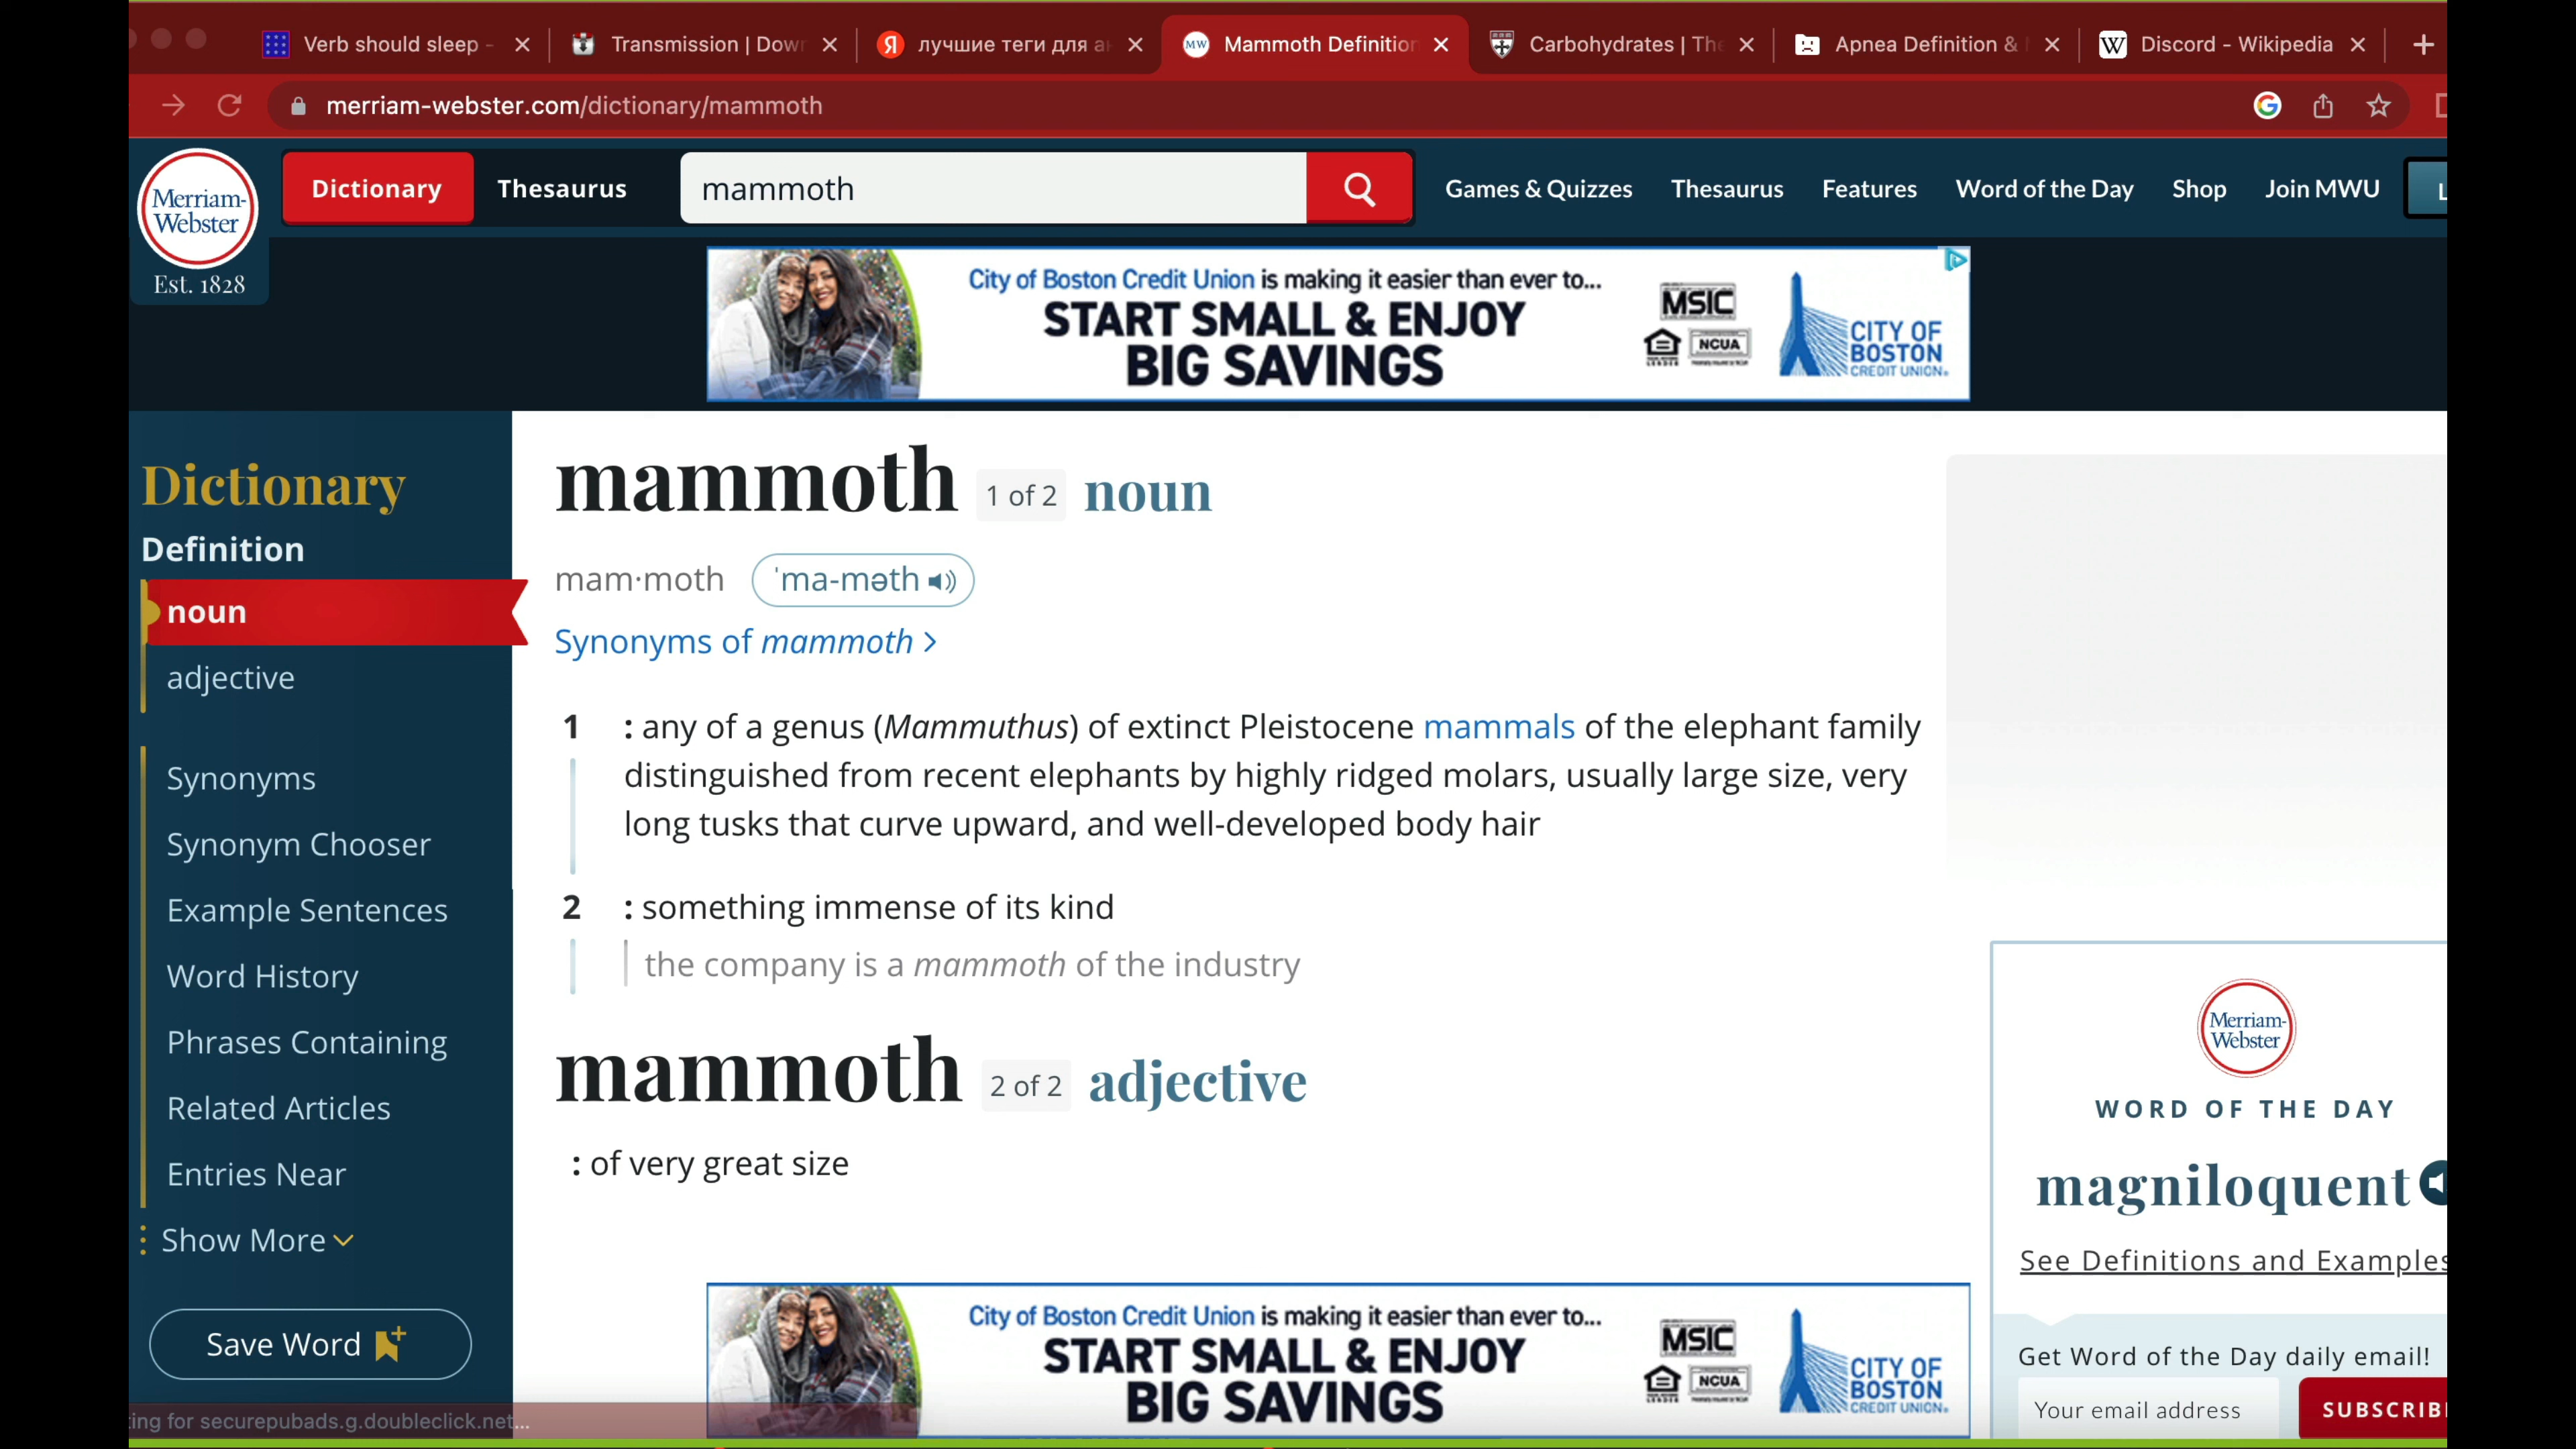 Verb should sleep -
Transmission | Dow
лучшие теги для а
MW
Mammoth Definition
Carbohydrates | The
Apnea Definition &
W
Discord - Wikipedia
merriam-webster.com/dictionary/mammoth
Merriam-
Webster
Est. 1828
Dictionary
Thesaurus
mammoth
Games & Quizzes
Thesaurus
Features
Word of the Day
Shop
Join MWU
L
City of Boston Credit Union is making it easier than ever to...
START SMALL & ENJOY
BIG SAVINGS
MSIC
NCUA
CITY OF
BOSTON
CREDIT UNION
Dictionary
Definition
noun
adjective
Synonyms
Synonym Chooser
Example Sentences
Word History
Phrases Containing
Related Articles
Entries Near
Show More
Save Word
mammoth 1 of 2 noun
mam·moth ˈma-məth
Synonyms of mammoth >
1 : any of a genus (Mammuthus) of extinct Pleistocene mammals of the elephant family
distinguished from recent elephants by highly ridged molars, usually large size, very
long tusks that curve upward, and well-developed body hair
2 : something immense of its kind
the company is a mammoth of the industry
mammoth 2 of 2 adjective
: of very great size
City of Boston Credit Union is making it easier than ever to...
START SMALL & ENJOY
BIG SAVINGS
MSIC
NCUA
CITY OF
BOSTON
CREDIT UNION
Merriam-
Webster
WORD OF THE DAY
magniloquent
See Definitions and Examples
Get Word of the Day daily email!
Your email address
SUBSCRIB
ting for securepubads.g.doubleclick.net...